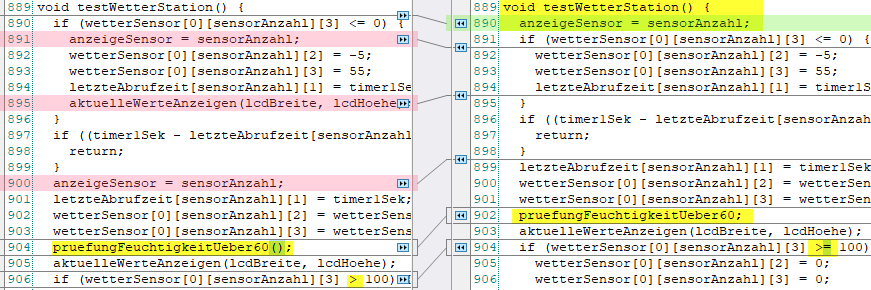 889 void testWetterStation() {
890 if (wetterSensor[0][sensorAnzahl][3] <= 0) {
891 anzeigeSensor = sensorAnzahl;
892 wetterSensor[0][sensorAnzahl][2] = -5;
893 wetterSensor[0][sensorAnzahl][3] = 55;
894 letzteAbrufzeit[sensorAnzahl][1] = timer1Se
895 aktuelleWerteAnzeigen(lcdBreite, lcdHoehe
896 }
897 if ((timer1Sek - letzteAbrufzeit[sensorAnzahl
898 return;
899 }
900 anzeigeSensor = sensorAnzahl;
901 letzteAbrufzeit[sensorAnzahl][1] = timer1Sek;
902 wetterSensor[0][sensorAnzahl][2] = wetterSens
903 wetterSensor[0][sensorAnzahl][3] = wetterSens
904 pruefungFeuchtigkeitUeber60();
905 aktuelleWerteAnzeigen(lcdBreite, lcdHoehe);
906 if (wetterSensor[0][sensorAnzahl][3] > 100)
889 void testWetterStation() {
890 anzeigeSensor = sensorAnzahl;
891 if (wetterSensor[0][sensorAnzahl][3] <= 0) {
892 wetterSensor[0][sensorAnzahl][2] = -5;
893 wetterSensor[0][sensorAnzahl][3] = 55;
894 letzteAbrufzeit[sensorAnzahl][1] = timer1S
895 }
896 if ((timer1Sek - letzteAbrufzeit[sensorAnzah
897 return;
898 }
899 letzteAbrufzeit[sensorAnzahl][1] = timer1Sek
900 wetterSensor[0][sensorAnzahl][2] = wetterSen
901 wetterSensor[0][sensorAnzahl][3] = wetterSen
902 pruefungFeuchtigkeitUeber60;
903 aktuelleWerteAnzeigen(lcdBreite, lcdHoehe);
904 if (wetterSensor[0][sensorAnzahl][3] >= 100)
905 wetterSensor[0][sensorAnzahl][2] = 0;
906 wetterSensor[0][sensorAnzahl][3] = 0;